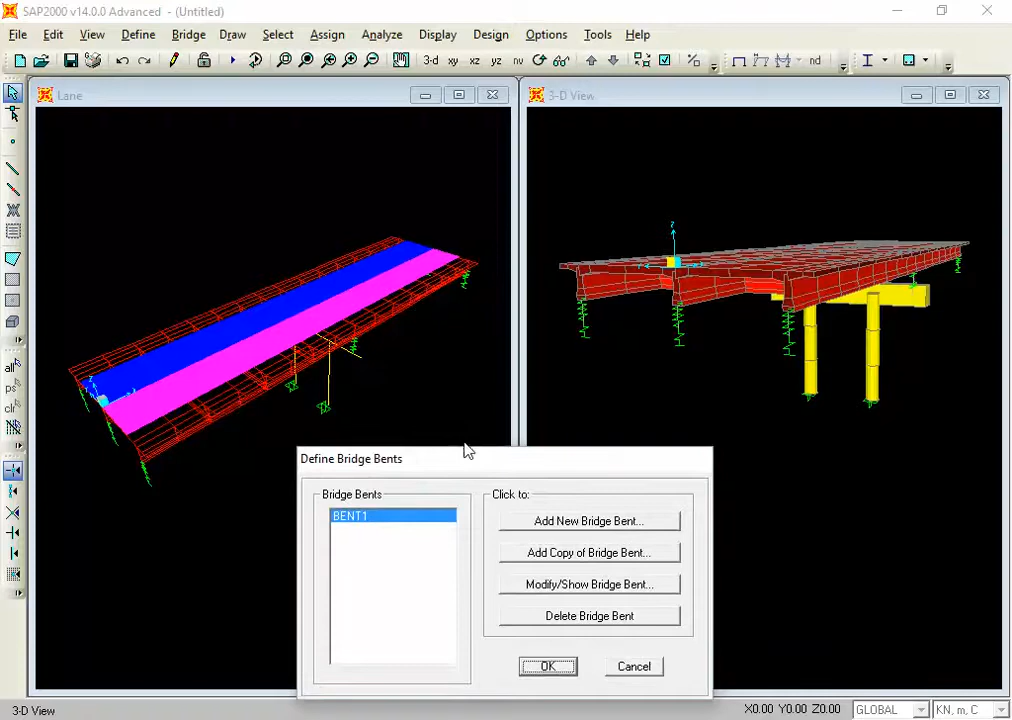 SAP2000 v14.0.0 Advanced - (Untitled)
File Edit View Define Bridge Draw Select Assign Analyze Display Design Options Tools Help
3-d xy xz yz nv nd
Lane
3-D View
all
ps
clr
Z
Z
Define Bridge Bents
Bridge Bents
BENT1
Click to:
Add New Bridge Bent...
Add Copy of Bridge Bent...
Modify/Show Bridge Bent...
Delete Bridge Bent
OK Cancel
3-D View
X0.00 Y0.00 Z0.00 GLOBAL KN, m, C